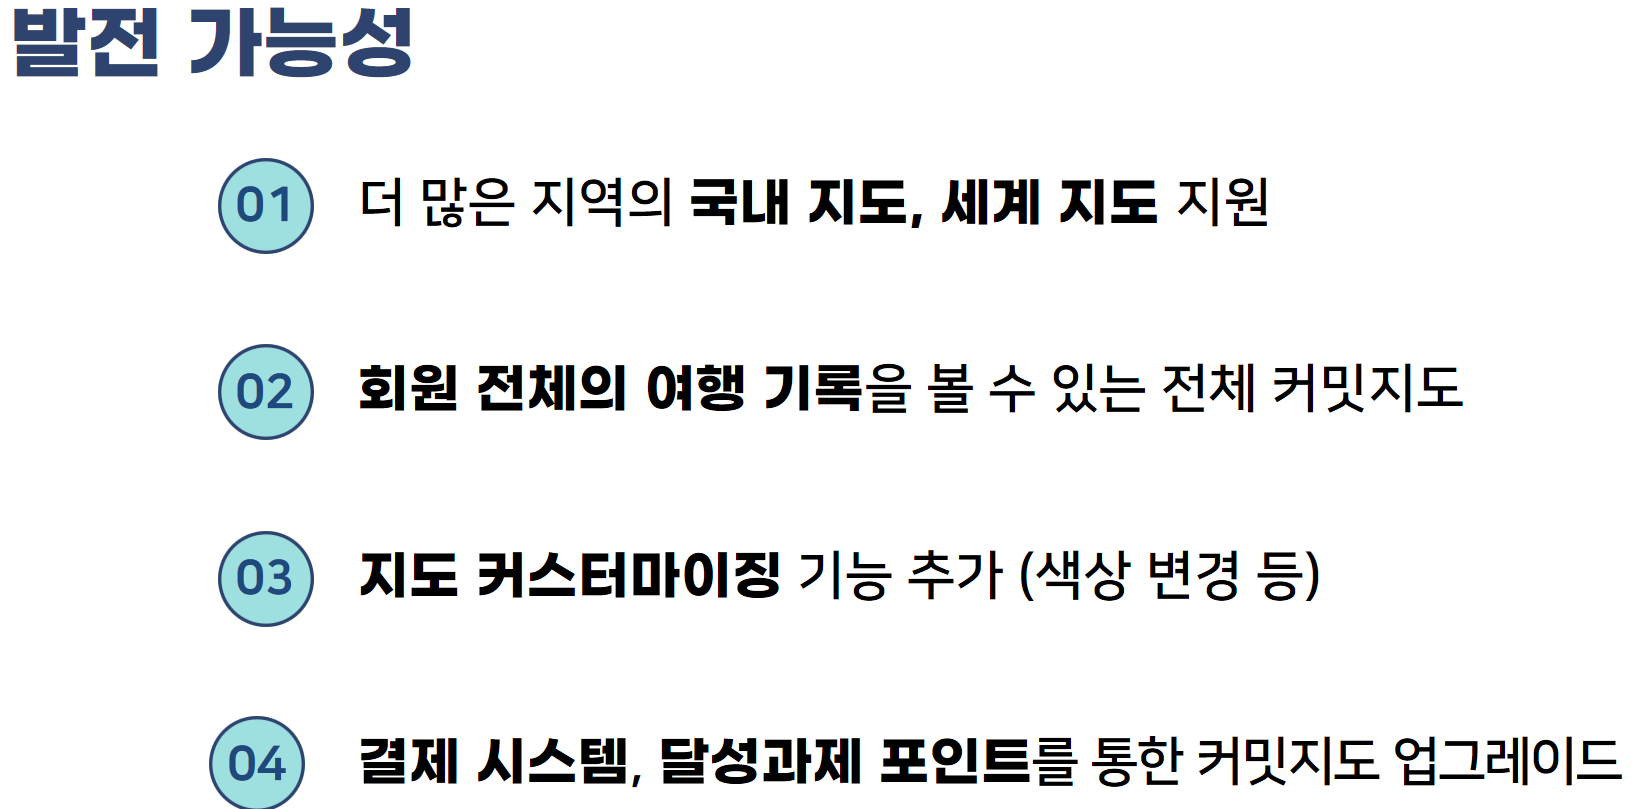 발전 가능성
01 더 많은 지역의 국내 지도, 세계 지도 지원
02 회원 전체의 여행 기록을 볼 수 있는 전체 커밋지도
03 지도 커스터마이징 기능 추가 (색상 변경 등)
04 결제 시스템, 달성과제 포인트를 통한 커밋지도 업그레이드